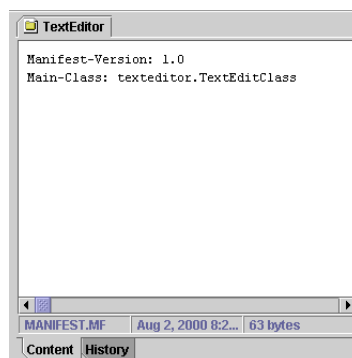 TextEditor
Manifest-Version: 1.0
Main-Class: texteditor.TextEditClass
MANIFEST.MF Aug 2, 2000 8:2... 63 bytes
Content History